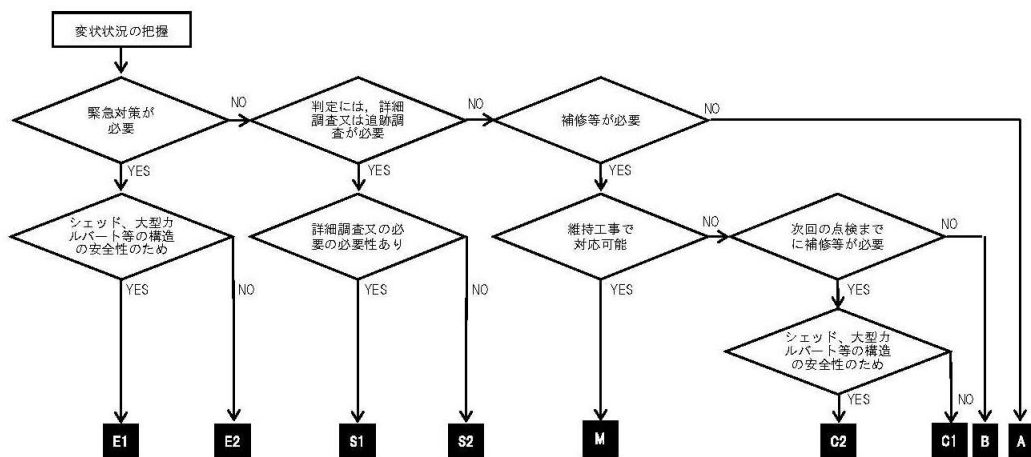 変状状況の把握
緊急対策が
必要
NO
判定には，詳細
調査又は追跡調
査が必要
NO
補修等が必要
NO
YES
YES
YES
シェッド、大型カ
ルバート等の構造
の安全性のため
詳細調査又の必
要の必要性あり
維持工事で
対応可能
NO
次回の点検まで
に補修等が必要
NO
YES
NO
YES
NO
YES
YES
シェッド、大型カ
ルバート等の構造
の安全性のため
YES
NO
E1
E2
S1
S2
M
C2
C1
B
A